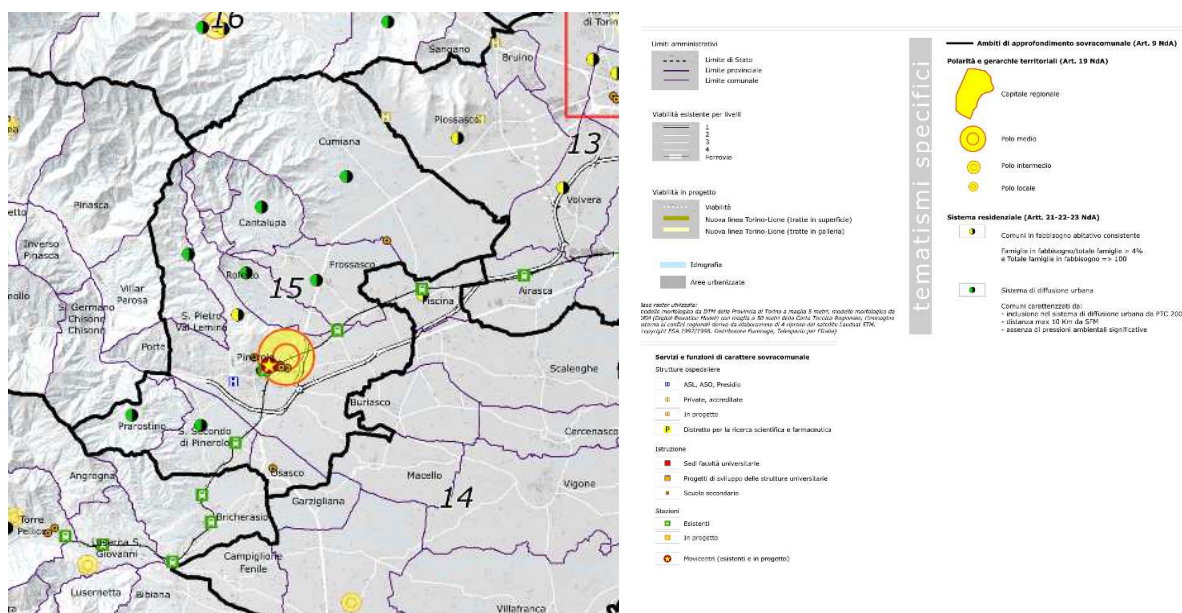 16
di Torino
Sangano
Bruino
Cumiana
Piossasco
13
Pinasca
Cantalupa
Volvera
Inverso
Pinasca
Frossasco
Roletto
15
Villar
Perosa
Piscina
Airasca
S. Germano
Chisone
S. Pietro
Val Lemina
Porte
Pinerolo
Scalenghe
Buriasco
Prarostino
S. Secondo
di Pinerolo
Cercenasco
Angrogna
Osasco
Macello
Vigone
Garzigliana
14
Torre
Pellice
Bricherasio
Luserna S.
Giovanni
Campiglione
Fenile
Lusernetta
Bibiana
Villafranca
Limiti amministrativi
Limite di Stato
Limite provinciale
Limite comunale
Viabilità esistente per livelli
1
2
3
4
Ferrovie
Viabilità in progetto
Viabilità
Nuova linea Torino-Lione (tratte in superficie)
Nuova linea Torino-Lione (tratte in galleria)
Idrografia
Aree urbanizzate
Servizi e funzioni di carattere sovracomunale
Strutture ospedaliere
ASL, ASO, Presidio
Private, accreditate
In progetto
P Distretto per la ricerca scientifica e farmaceutica
Istruzione
Sedi facoltà universitarie
Progetti di sviluppo delle strutture universitarie
Scuole secondarie
Stazioni
Esistenti
In progetto
Movicentri (esistenti e in progetto)
tematismi specifici
Ambiti di approfondimento sovracomunale (Art. 9 NdA)
Polarità e gerarchie territoriali (Art. 19 NdA)
Capitale regionale
Polo medio
Polo intermedio
Polo locale
Sistema residenziale (Artt. 21-22-23 NdA)
Comuni in fabbisogno abitativo consistente
Famiglie in fabbisogno/totale famiglie > 4%
e Totale famiglie in fabbisogno => 100
Sistema di diffusione urbana
Comuni caratterizzati da:
- inclusione nel sistema di diffusione urbana da PTC 200
- distanza max 10 Km da SFM
- assenza di pressioni ambientali significative